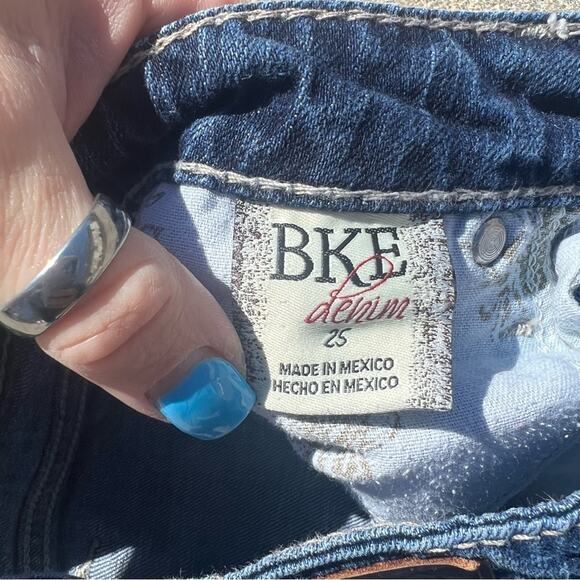 BKE
denim
25
MADE IN MEXICO
HECHO EN MEXICO